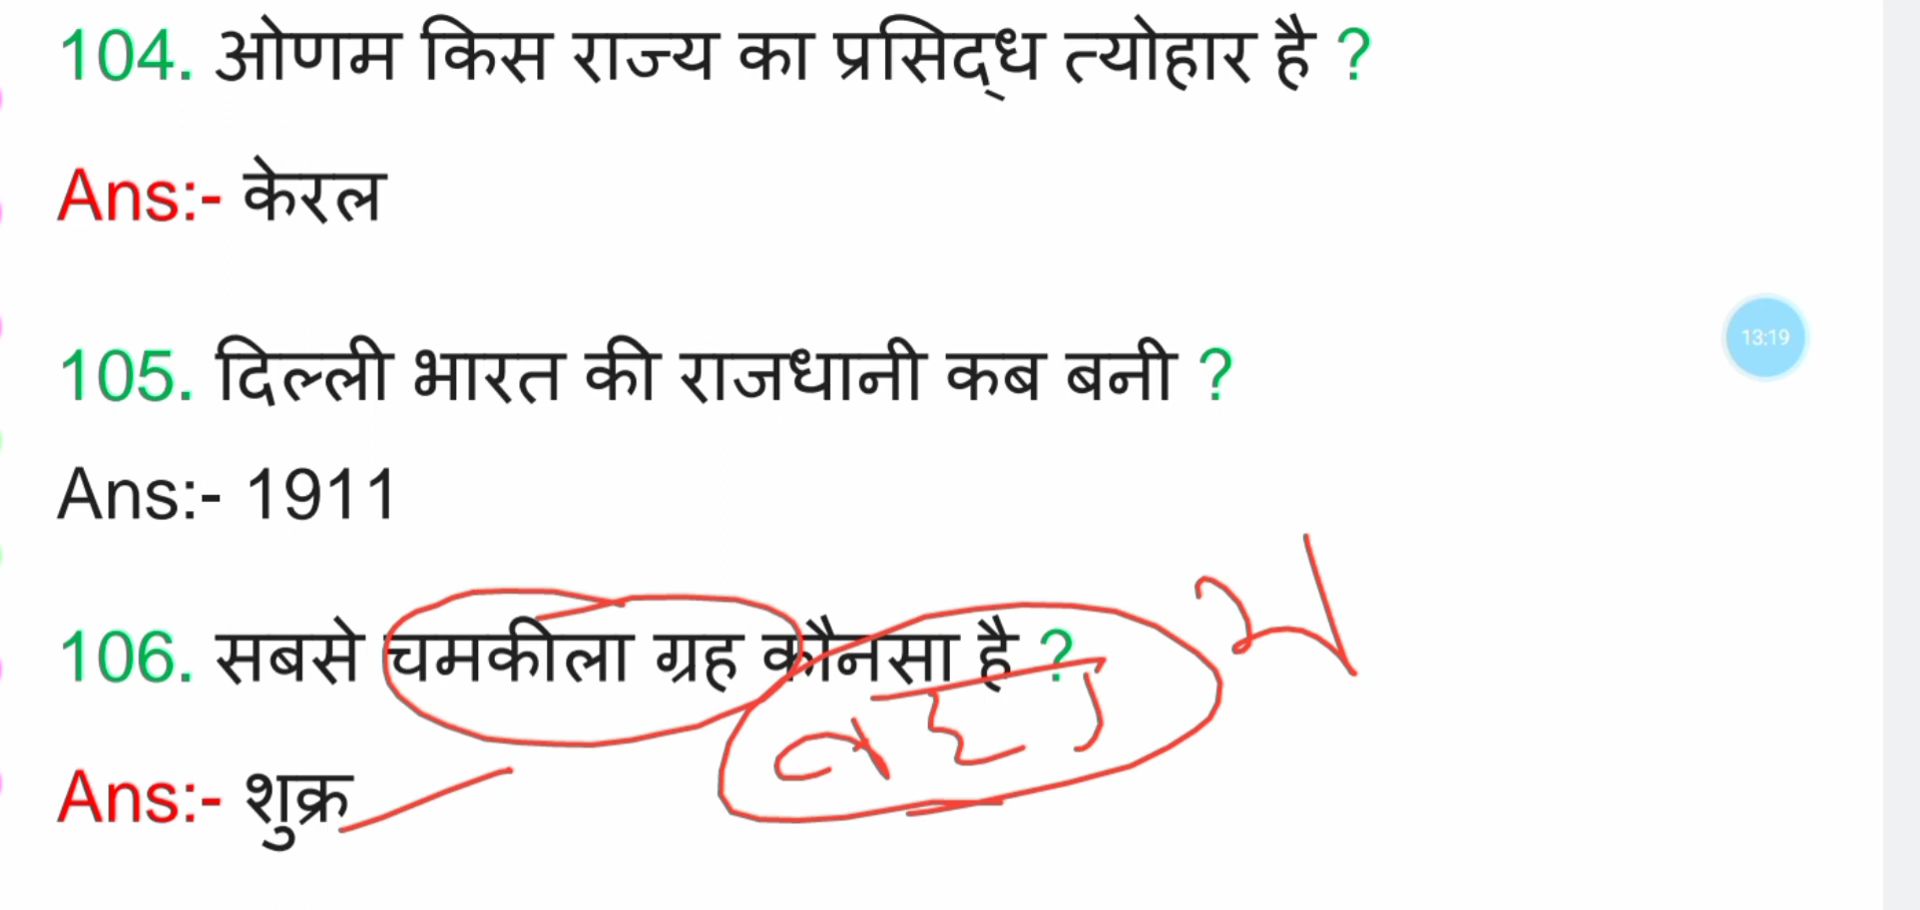 104. ओणम किस राज्य का प्रसिद्ध त्योहार है ?
Ans:- केरल
105. दिल्ली भारत की राजधानी कब बनी ?
13:19
Ans:- 1911
106. सबसे चमकीला ग्रह कौनसा है ?
Ans:- शुक्र